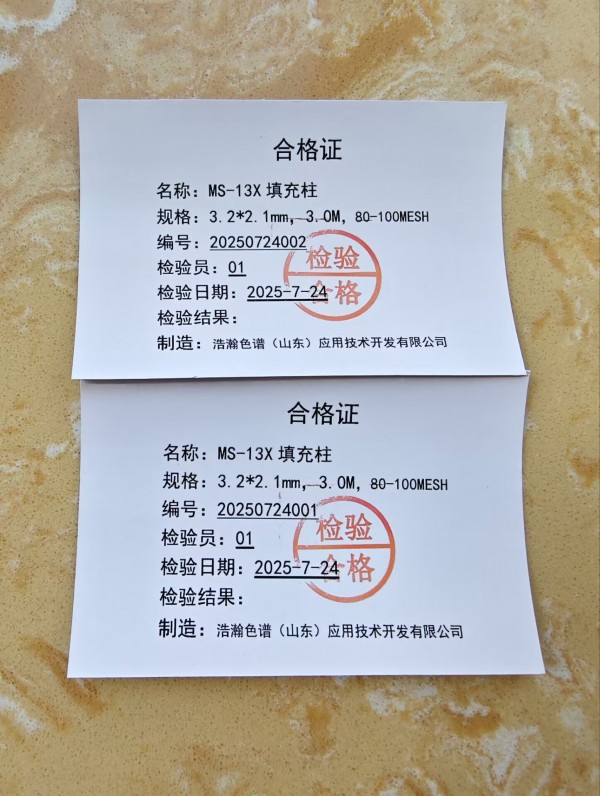 合格证
名称：MS-13X 填充柱
规格：3.2*2.1mm，3.0M，80-100MESH
编号：20250724002
检验员：01
检验日期：2025-7-24
检验结果：
检验
合格
制造：浩瀚色谱（山东）应用技术开发有限公司
合格证
名称：MS-13X 填充柱
规格：3.2*2.1mm，3.0M，80-100MESH
编号：20250724001
检验员：01
检验日期：2025-7-24
检验结果：
检验
合格
制造：浩瀚色谱（山东）应用技术开发有限公司